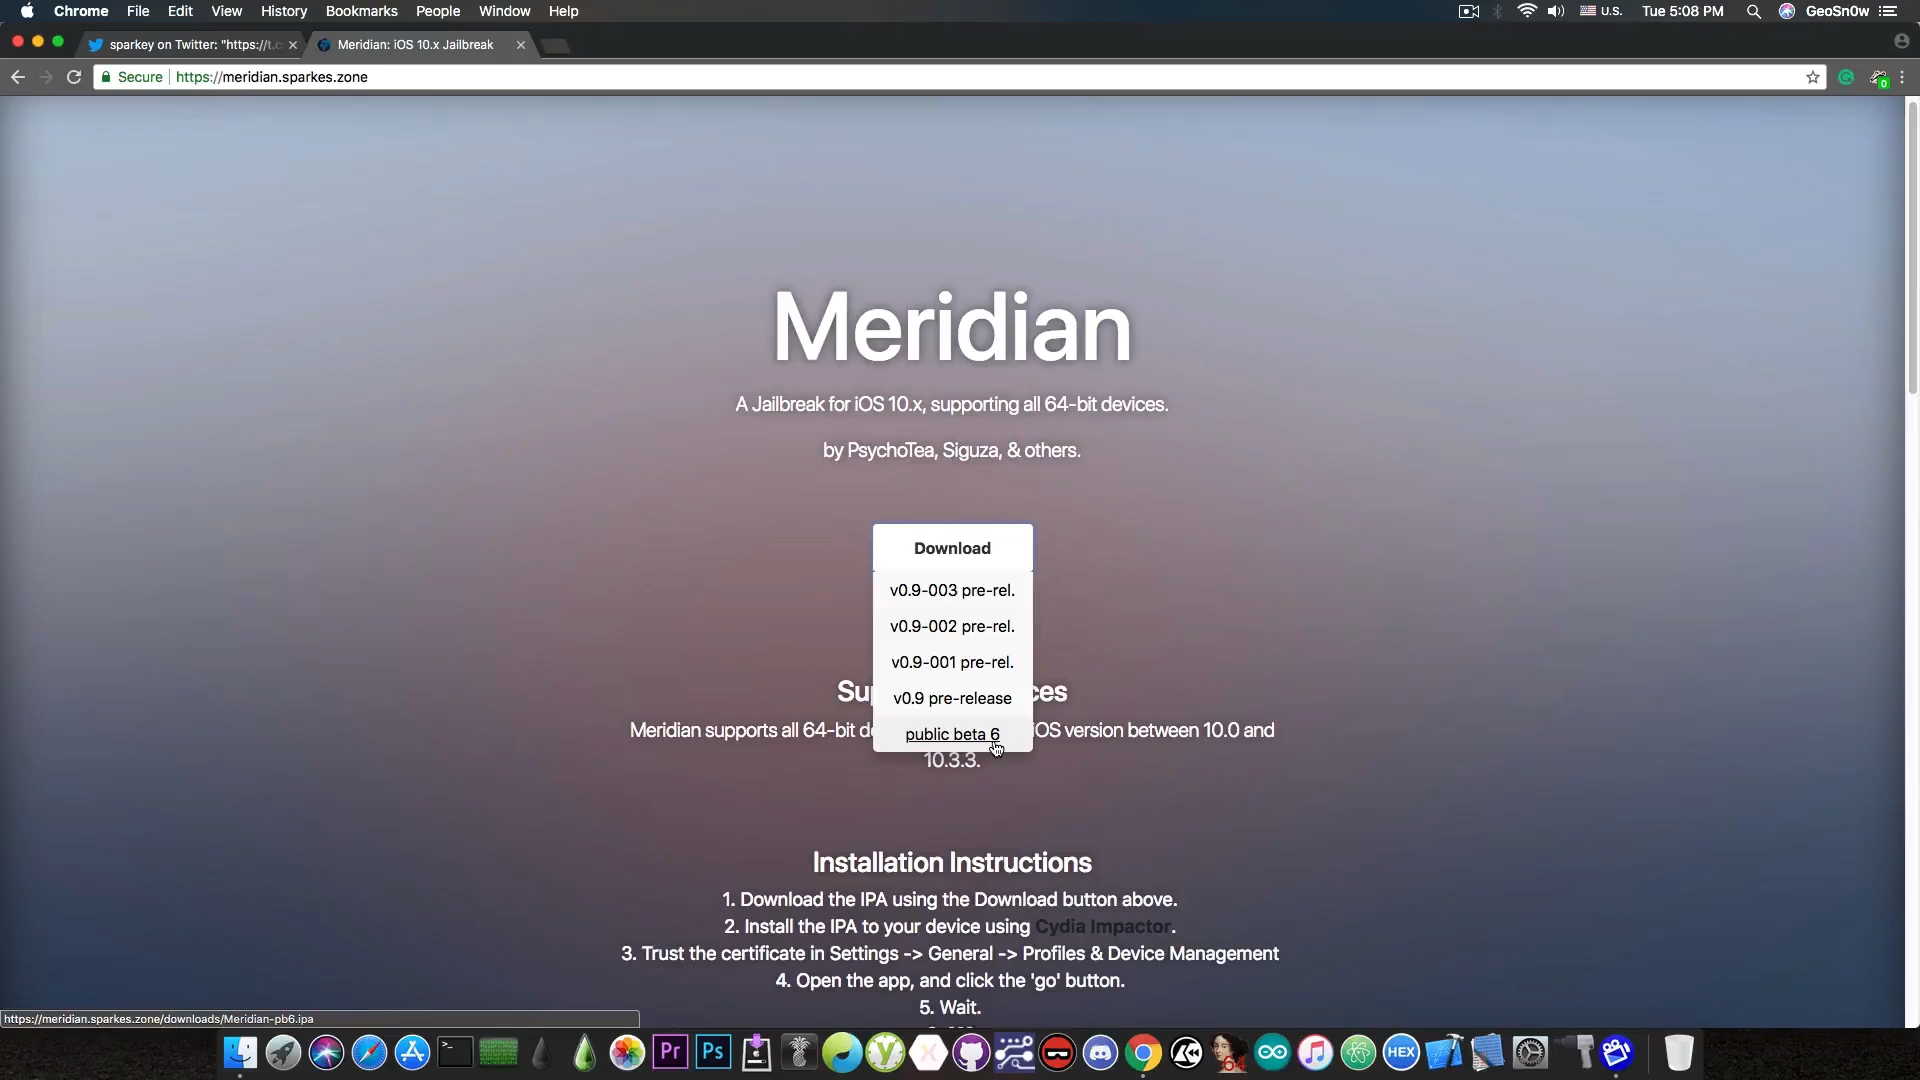 Chrome File Edit View History Bookmarks People Window Help U.S. Tue 5:08 PM GeoSn0w
sparkey on Twitter: "https://t.c Meridian: iOS 10.x Jailbreak
Secure https://meridian.sparkes.zone 0
Meridian
A Jailbreak for iOS 10.x, supporting all 64-bit devices.
by PsychoTea, Siguza, & others.
Download
v0.9-003 pre-rel.
v0.9-002 pre-rel.
v0.9-001 pre-rel.
Su ces
v0.9 pre-release
Meridian supports all 64-bit de iOS version between 10.0 and
public beta 6
10.3.3.
Installation Instructions
1. Download the IPA using the Download button above.
2. Install the IPA to your device using Cydia Impactor.
3. Trust the certificate in Settings -> General -> Profiles & Device Management
4. Open the app, and click the 'go' button.
5. Wait.
https://meridian.sparkes.zone/downloads/Meridian-pb6.ipa
Pr Ps 64 HEX